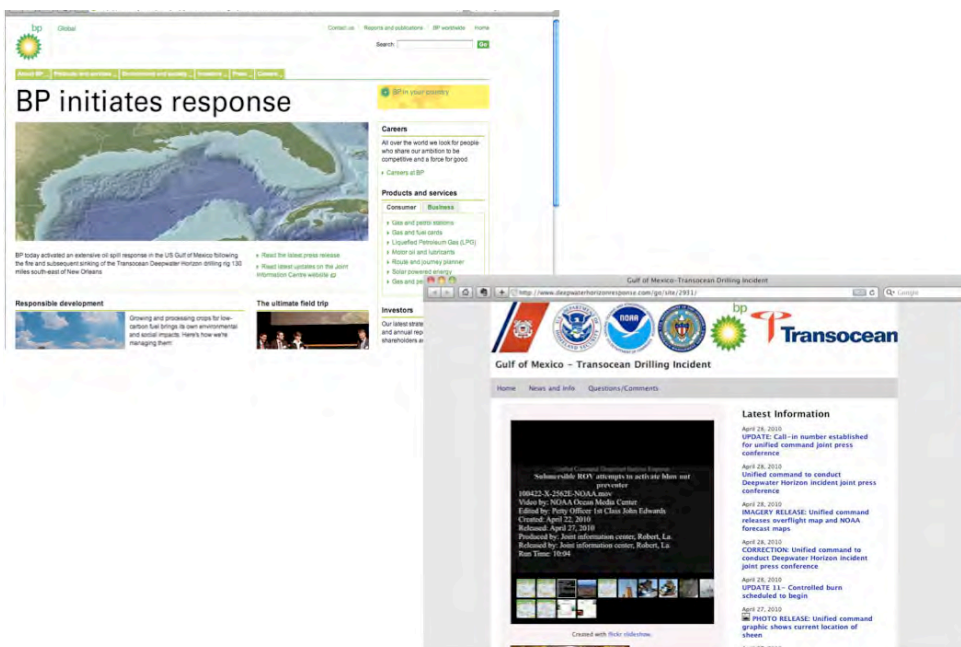 bp
Global
Contact us
Reports and publications
BP worldwide
Home
Search
Go
About BP
Products and services
Environment and society
Investors
Press
Careers
BP initiates response
BP in your country
Careers
All over the world we look for people
who share our ambition to be
competitive and a force for good
Careers at BP
Products and services
Consumer
Business
Gas and petrol stations
Gas and fuel cards
Liquefied Petroleum Gas (LPG)
Motor oil and lubricants
Route and journey planner
Solar powered energy
Gas and
BP today activated an extensive oil spill response in the US Gulf of Mexico following
the fire and subsequent sinking of the Transocean Deepwater Horizon drilling rig 130
miles south-east of New Orleans
Read the latest press release
Read latest updates on the Joint
Information Centre website
Responsible development
Growing and processing crops for low-
carbon fuel brings its own environmental
and social impacts. Here's how we're
managing them
The ultimate field trip
Investors
Our latest
annual
shareholders
Gulf of Mexico-Transocean Drilling Incident
http://www.deepwaterhorizonresponse.com/go/site/2931/
Google
NOAA
bp
Transocean
Gulf of Mexico - Transocean Drilling Incident
Home
News and Info
Questions/Comments
Unified Command Deepwater Horizon Response
Submersible ROV attempts to activate blow out
preventer
100422-X-2562E-NOAA.mov
Video by: NOAA Ocean Media Center
Edited by: Petty Officer 1st Class John Edwards
Created: April 22, 2010
Released: April 27, 2010
Produced by: Joint information center, Robert, La.
Released by: Joint information center, Robert, La.
Run Time: 10:04
Created with flickr slideshow.
Latest Information
April 28, 2010
UPDATE: Call-in number established
for unified command joint press
conference
April 28, 2010
Unified command to conduct
Deepwater Horizon incident joint press
conference
April 28, 2010
IMAGERY RELEASE: Unified command
releases overflight map and NOAA
forecast maps
April 28, 2010
CORRECTION: Unified command to
conduct Deepwater Horizon incident
joint press conference
April 28, 2010
UPDATE 11- Controlled burn
scheduled to begin
April 27, 2010
PHOTO RELEASE: Unified command
graphic shows current location of
sheen